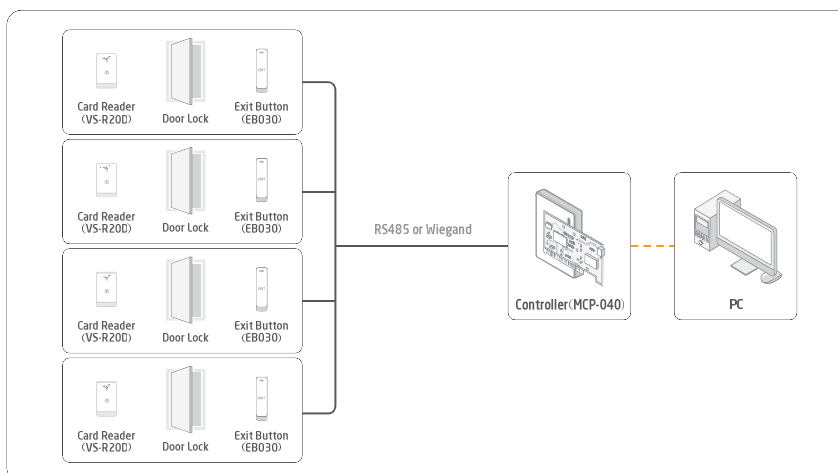 Card Reader
(VS-R20D)
Door Lock
Exit Button
(EB030)
Card Reader
(VS-R20D)
Door Lock
Exit Button
(EB030)
RS485 or Wiegand
Card Reader
(VS-R20D)
Door Lock
Exit Button
(EB030)
Controller(MCP-040)
PC
Card Reader
(VS-R20D)
Door Lock
Exit Button
(EB030)